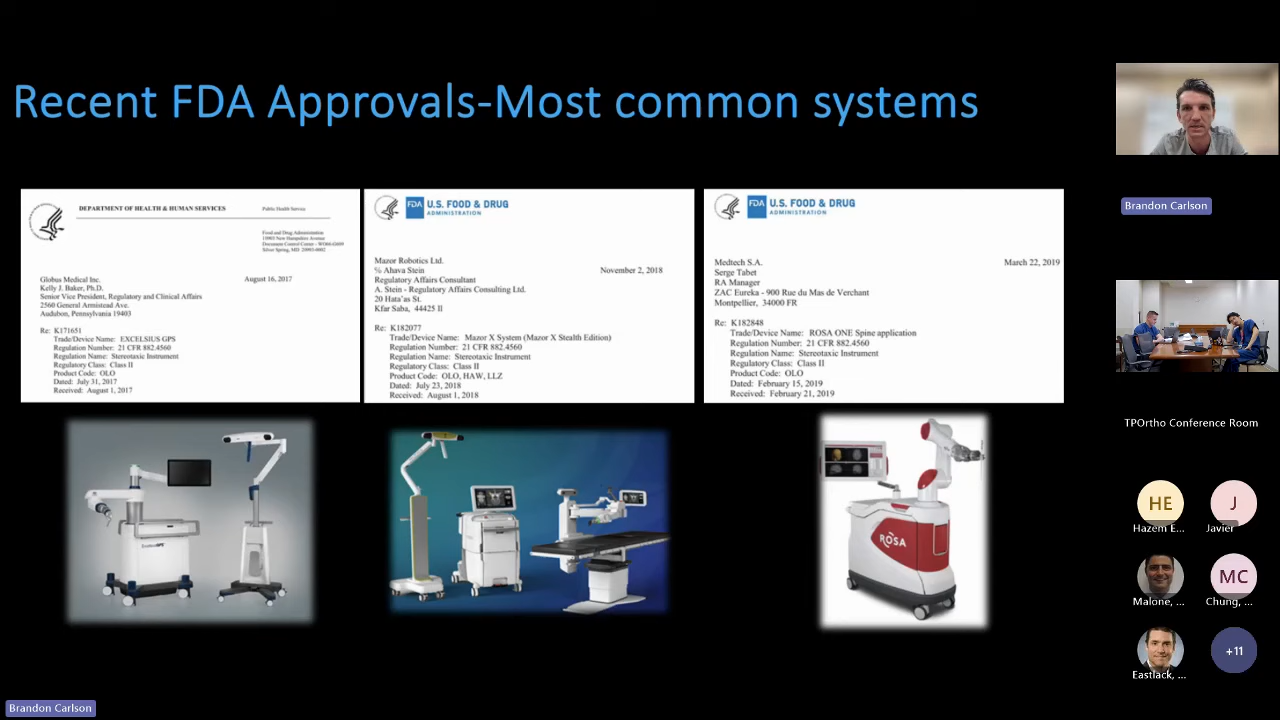 Recent FDA Approvals-Most common systems
DEPARTMENT OF HEALTH & HUMAN SERVICES
Public Health Service
Food and Drug Administration
10903 New Hampshire Avenue
Document Control Center - WO66-G609
Silver Spring, MD 20993-0002
Globus Medical Inc.
August 16, 2017
Kelly J. Baker, Ph.D.
Senior Vice President, Regulatory and Clinical Affairs
2560 General Armistead Ave.
Audubon, Pennsylvania 19403
Re: K171651
Trade/Device Name: EXCELSIUS GPS
Regulation Number: 21 CFR 882.4560
Regulation Name: Stereotaxic Instrument
Regulatory Class: Class II
Product Code: OLO
Dated: July 31, 2017
Received: August 1, 2017
FDA U.S. FOOD & DRUG
ADMINISTRATION
Mazor Robotics Ltd.
℅ Ahava Stein
November 2, 2018
Regulatory Affairs Consultant
A. Stein - Regulatory Affairs Consulting Ltd.
20 Hata'as St.
Kfar Saba, 44425 Il
Re: K182077
Trade/Device Name: Mazor X System (Mazor X Stealth Edition)
Regulation Number: 21 CFR 882.4560
Regulation Name: Stereotaxic Instrument
Regulatory Class: Class II
Product Code: OLO, HAW, LLZ
Dated: July 23, 2018
Received: August 1, 2018
FDA U.S. FOOD & DRUG
ADMINISTRATION
Medtech S.A.
March 22, 2019
Serge Tabet
RA Manager
ZAC Eureka - 900 Rue du Mas de Verchant
Montpellier, 34000 FR
Re: K182848
Trade/Device Name: ROSA ONE Spine application
Regulation Number: 21 CFR 882.4560
Regulation Name: Stereotaxic Instrument
Regulatory Class: Class II
Product Code: OLO
Dated: February 15, 2019
Received: February 21, 2019
ROSA
Brandon Carlson
TPOrtho Conference Room
HE
Hazem E...
J
Javier
Malone, ...
MC
Chung, ...
Eastlack, ...
+11
Brandon Carlson